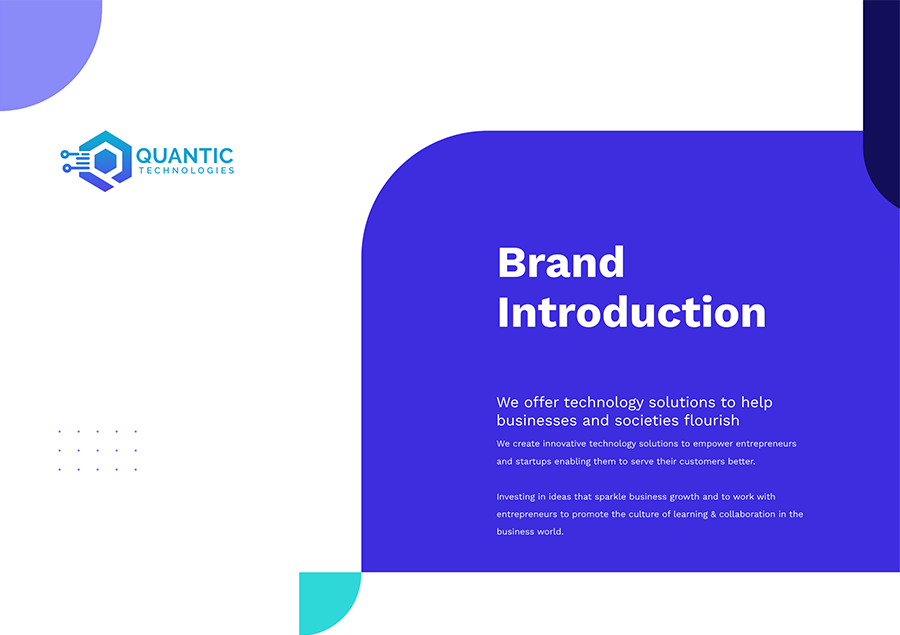 QUANTIC
TECHNOLOGIES
Brand
Introduction
We offer technology solutions to help
businesses and societies flourish
We create innovative technology solutions to empower entrepreneurs
and startups enabling them to serve their customers better.
Investing in ideas that sparkle business growth and to work with
entrepreneurs to promote the culture of learning & collaboration in the
business world.